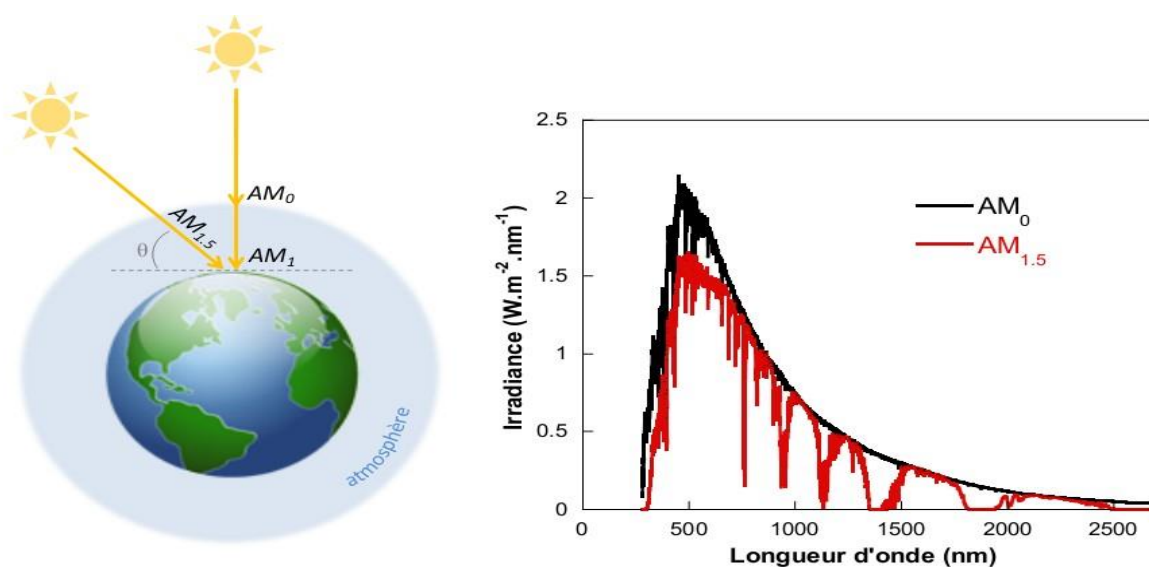 AM₀
AM₁.₅
θ
AM₁
atmosphère
2.5
2
1.5
1
0.5
0
Irradiance (W.m⁻².nm⁻¹)
AM₀
AM₁.₅
0
500
1000
1500
2000
2500
Longueur d'onde (nm)